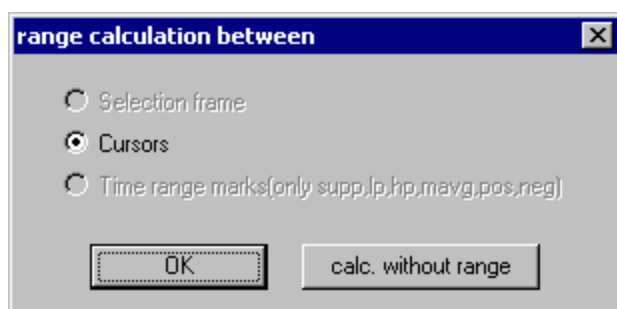 range calculation between
Selection frame
Cursors
Time range marks(only supp,lp,hp,mavg,pos,neg)
OK
calc. without range